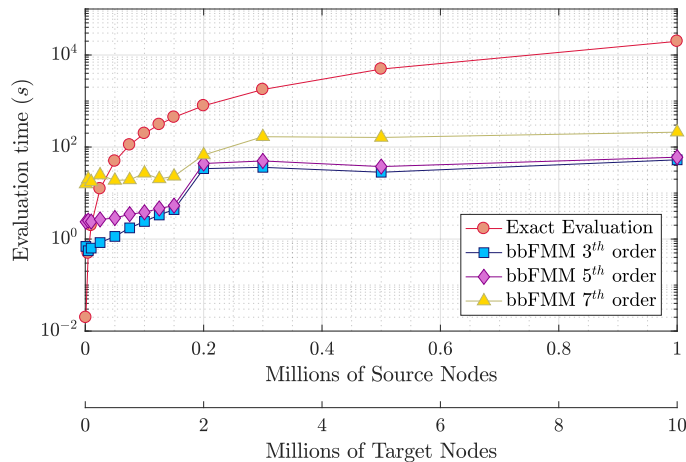 10^4
10^2
10^0
10^-2
Evaluation time (s)
Exact Evaluation
bbFMM 3^th order
bbFMM 5^th order
bbFMM 7^th order
0 0.2 0.4 0.6 0.8 1
Millions of Source Nodes
0 2 4 6 8 10
Millions of Target Nodes